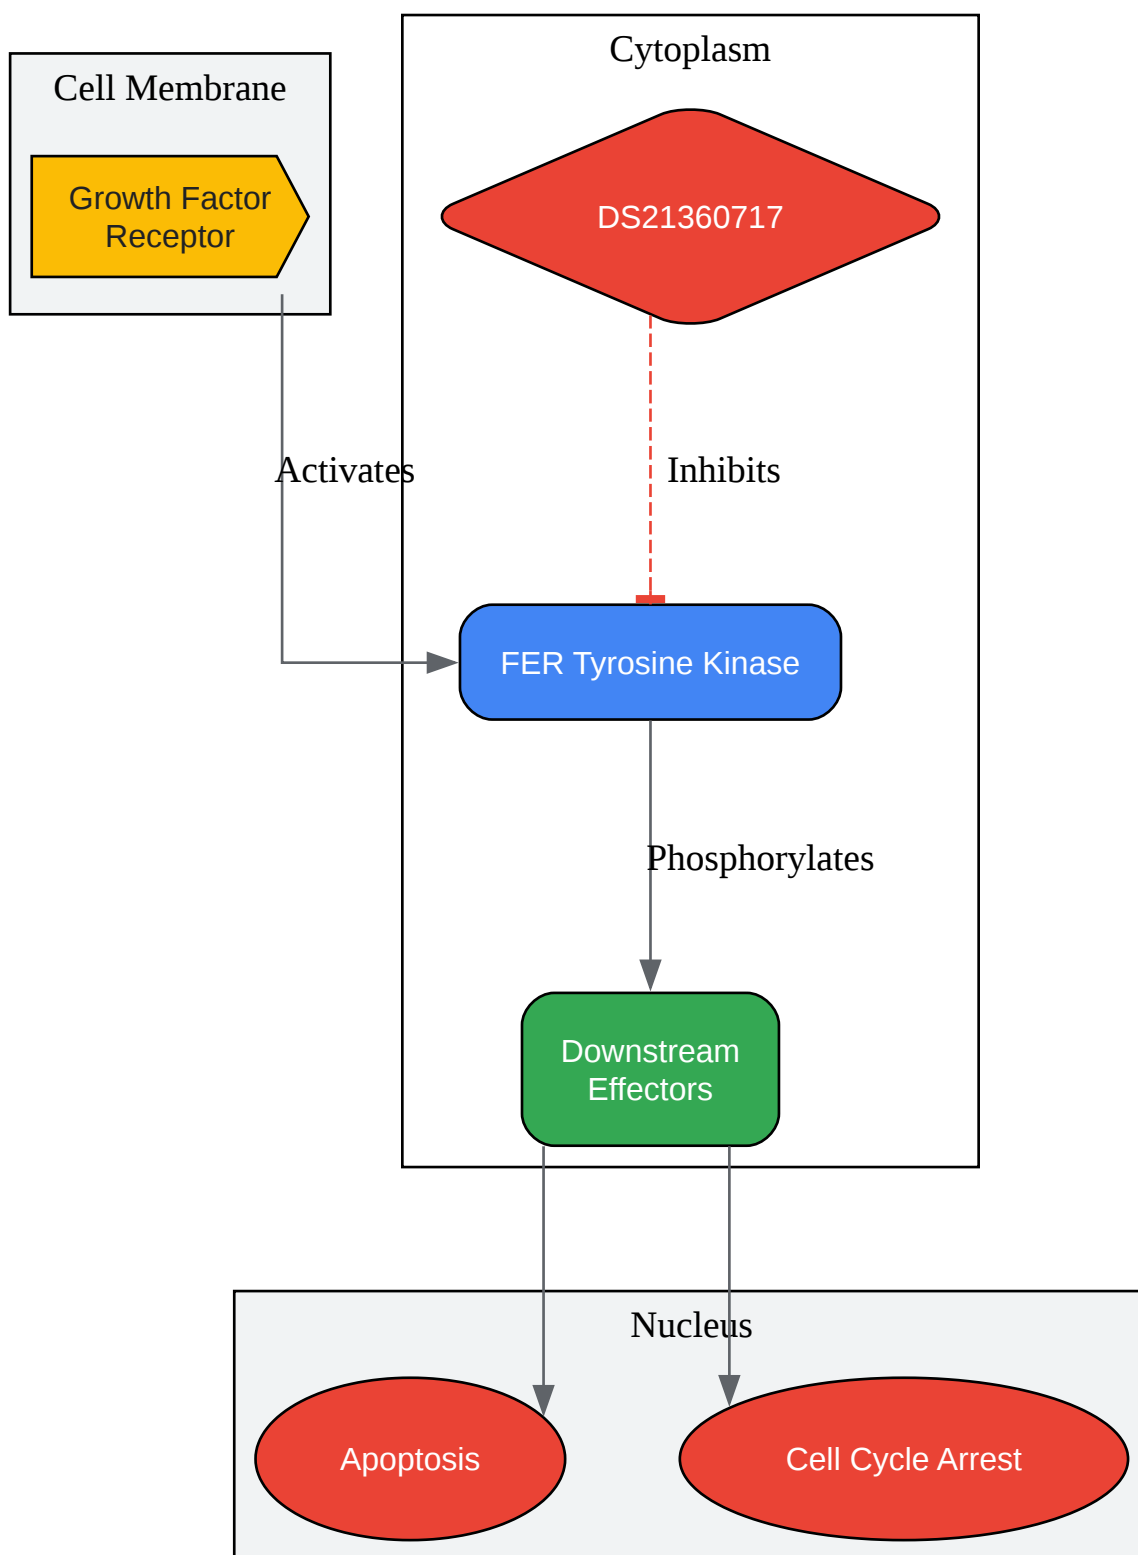 Cytoplasm
Cell Membrane
Growth Factor
Receptor
DS21360717
Activates
Inhibits
FER Tyrosine Kinase
Phosphorylates
Downstream
Effectors
Nucleus
Apoptosis
Cell Cycle Arrest